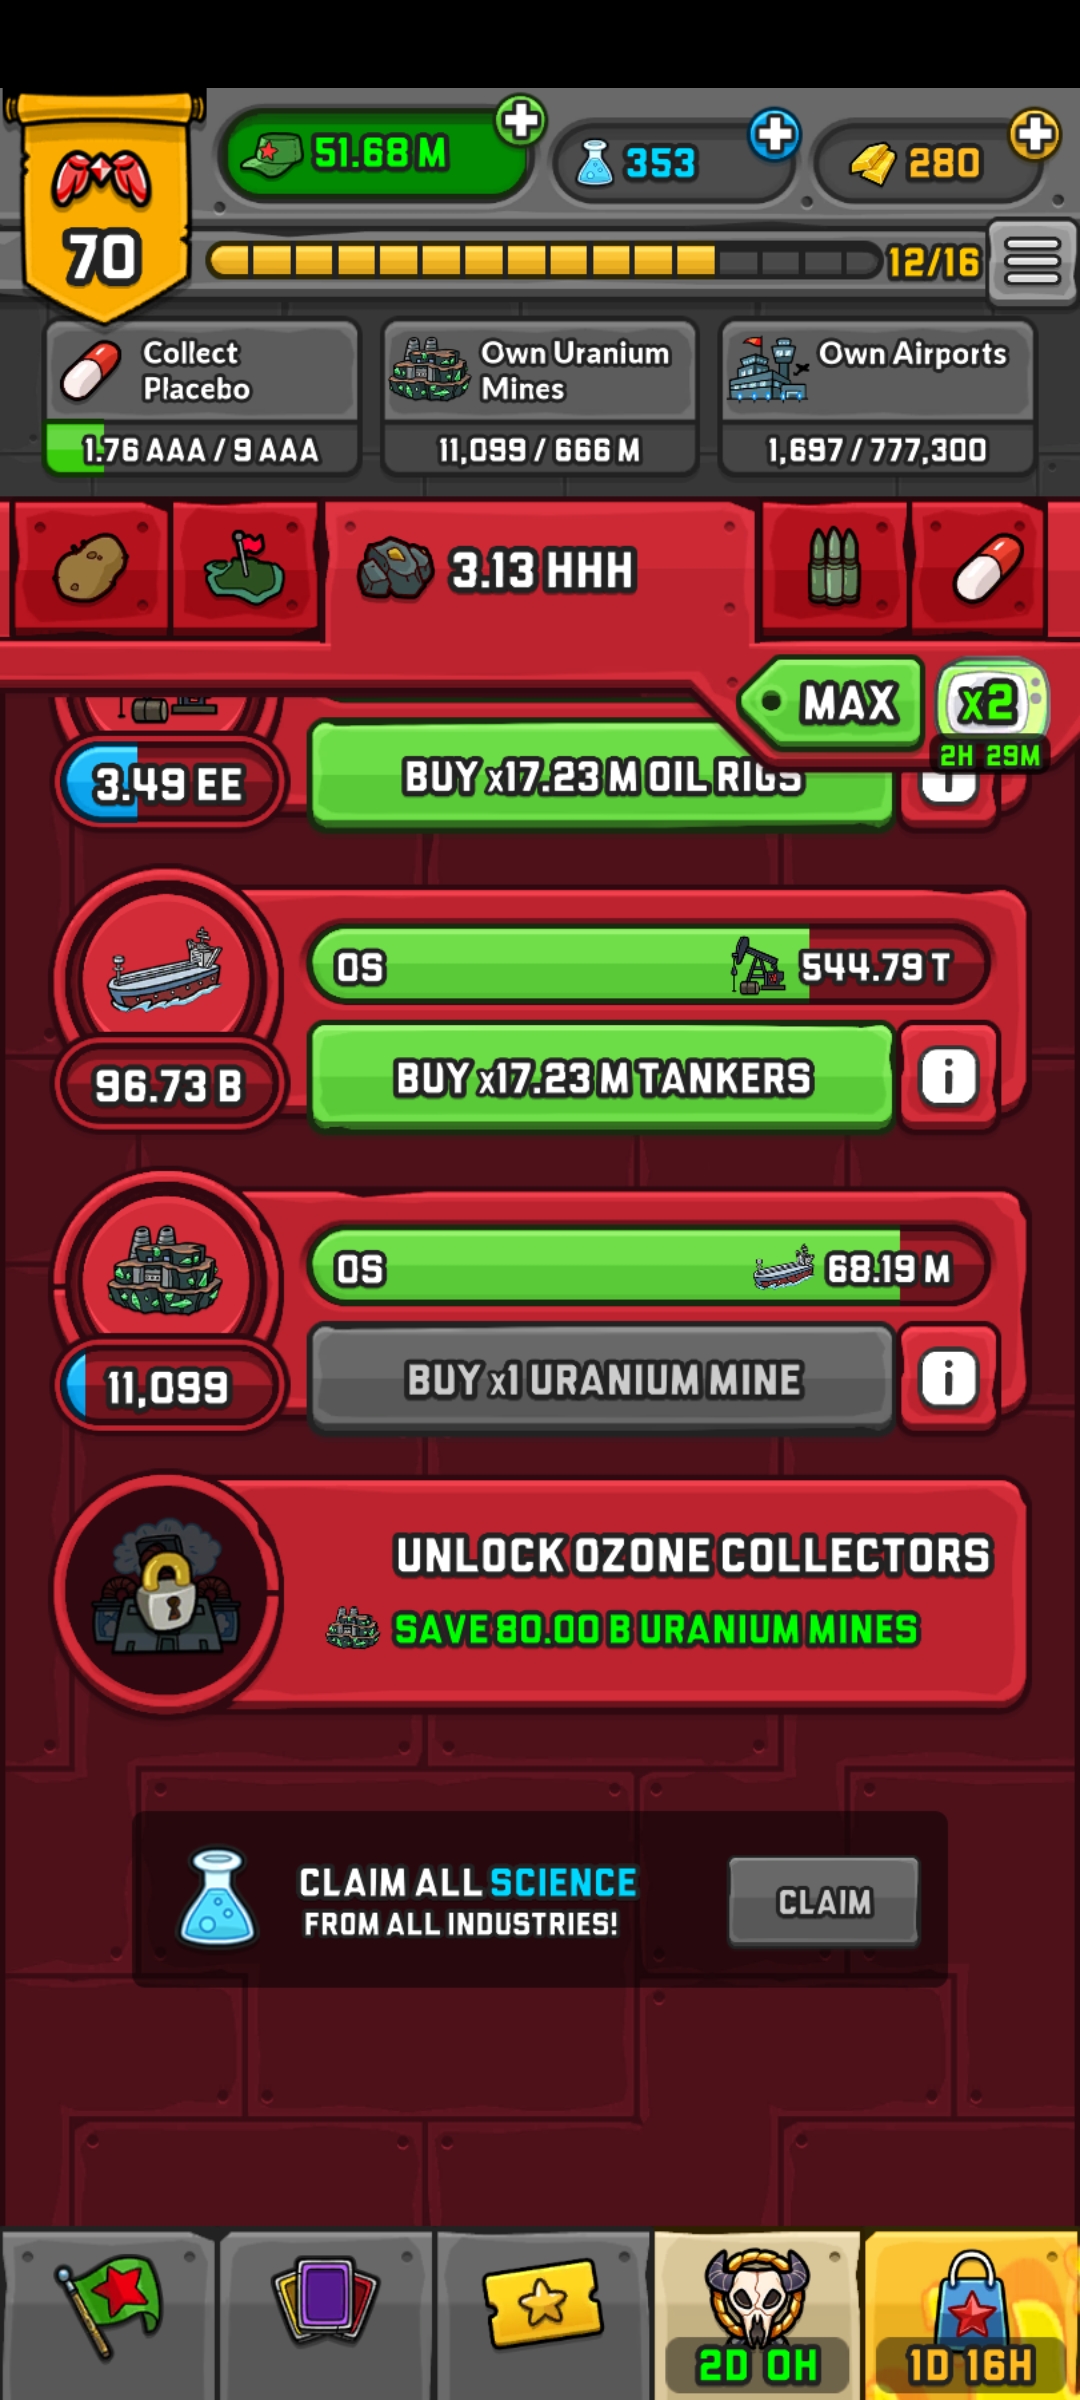 51.68 M
353
280
70
12/16
Collect
Placebo
Own Uranium
Mines
Own Airports
1.76 AAA / 9 AAA
11,099 / 666 M
1,697 / 777,300
3.13 HHH
MAX
x2
2H 29M
3.49 EE
BUY x17.23 M OIL RIGS
0S
544.79 T
96.73 B
BUY x17.23 M TANKERS
i
0S
68.19 M
11,099
BUY x1 URANIUM MINE
i
UNLOCK OZONE COLLECTORS
SAVE 80.00 B URANIUM MINES
CLAIM ALL SCIENCE
FROM ALL INDUSTRIES!
CLAIM
2D 0H
1D 16H